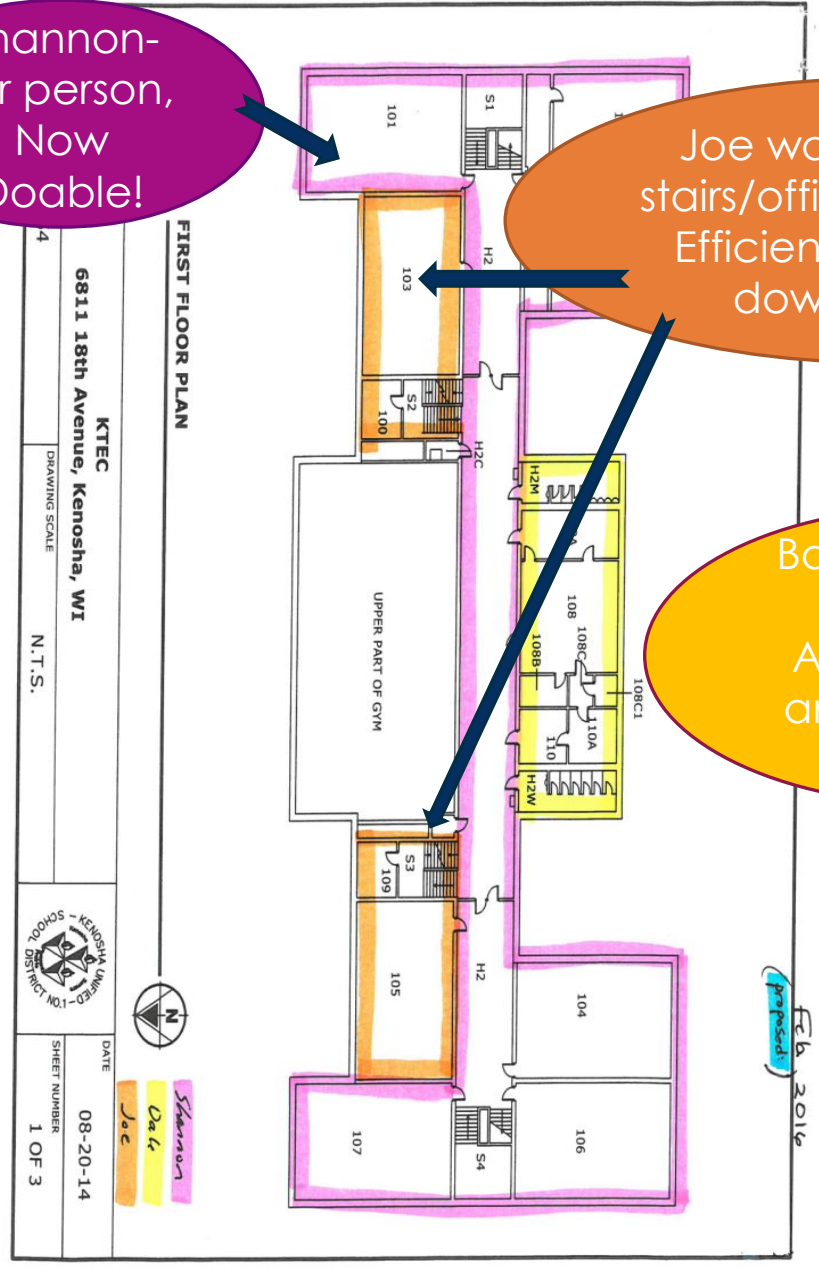 hannon-
r person,
Now
Doable!
Joe wa
stairs/offi
Efficien
dow
Ba
A
ar
Feb 2016
(proposed)
101
S1
103
H2
S2
100
H2C
H2M
108
108C
108B
108C1
110A
110
H2W
UPPER PART OF GYM
S3
109
105
H2
104
106
107
S4
FIRST FLOOR PLAN
KTEC
6811 18th Avenue, Kenosha, WI
4
DRAWING SCALE
N.T.S.
KENOSHA UNIFIED
SCHOOL DISTRICT NO.1
N
Shannon
Dale
Joe
DATE
08-20-14
SHEET NUMBER
1 OF 3